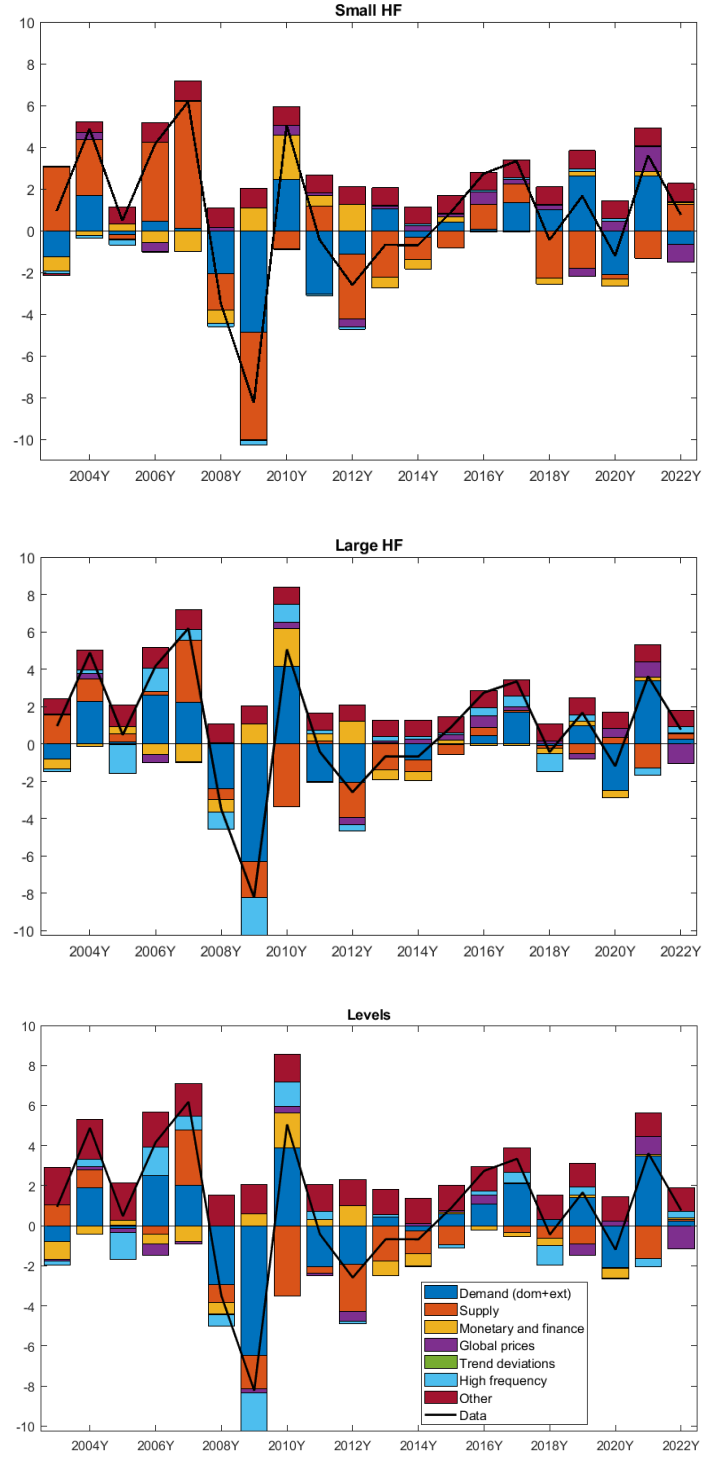 Small HF
10
8
6
4
2
0
-2
-4
-6
-8
-10
2004Y 2006Y 2008Y 2010Y 2012Y 2014Y 2016Y 2018Y 2020Y 2022Y
Large HF
10
8
6
4
2
0
-2
-4
-6
-8
-10
2004Y 2006Y 2008Y 2010Y 2012Y 2014Y 2016Y 2018Y 2020Y 2022Y
Levels
10
8
6
4
2
0
-2
-4
-6
-8
-10
Demand (dom+ext)
Supply
Monetary and finance
Global prices
Trend deviations
High frequency
Other
Data
2004Y 2006Y 2008Y 2010Y 2012Y 2014Y 2016Y 2018Y 2020Y 2022Y